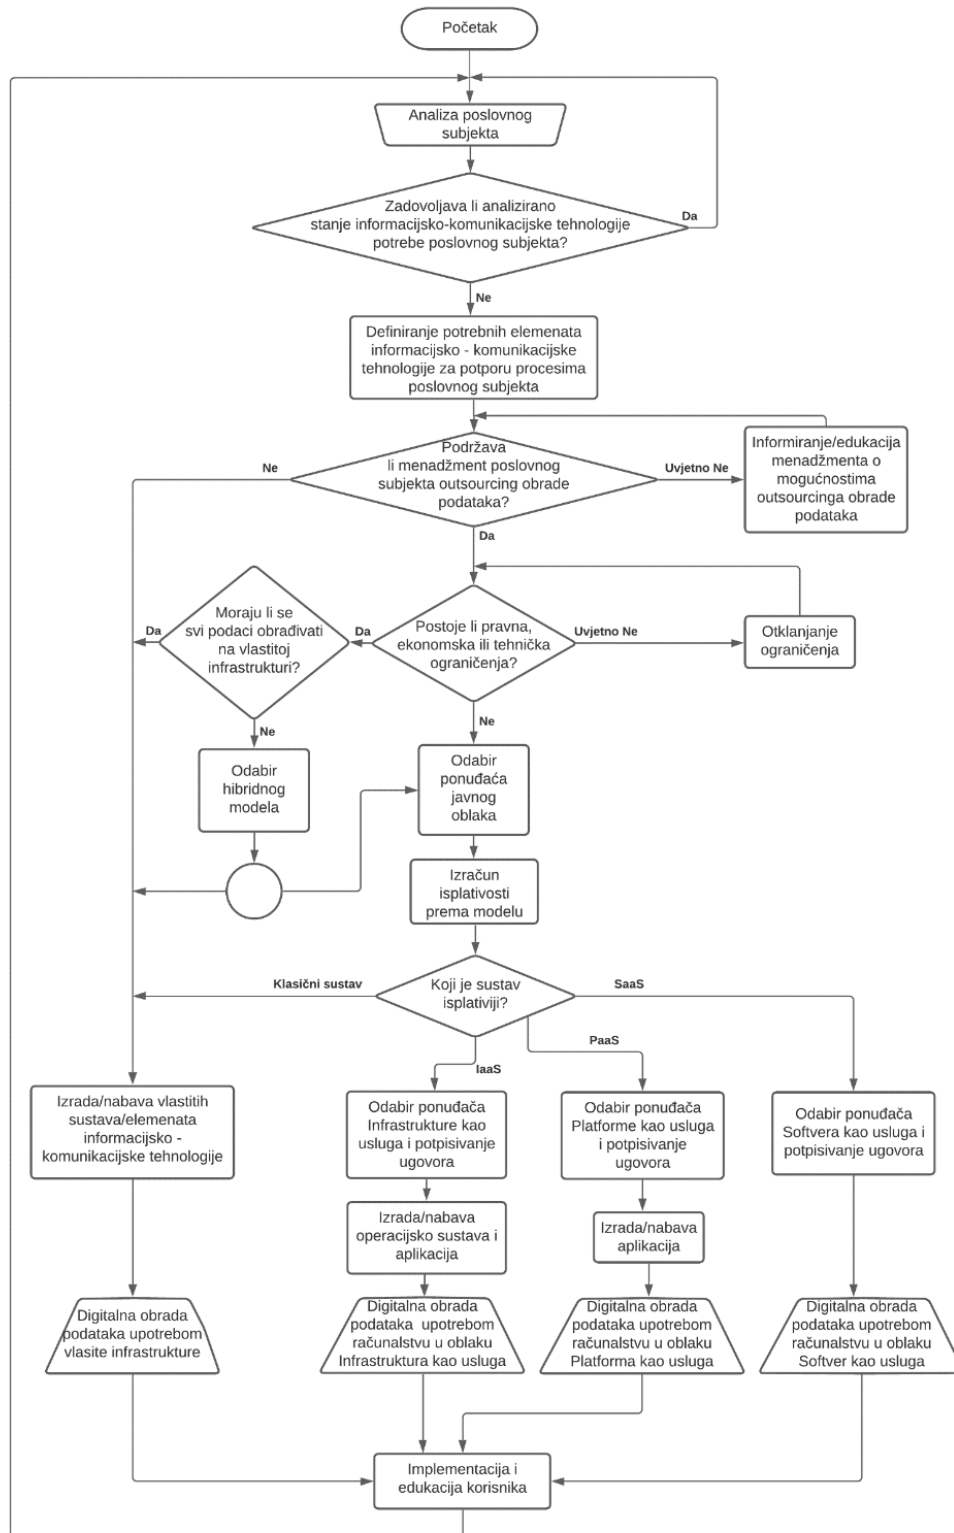 Početak
Analiza poslovnog
subjekta
Zadovoljava li analizirano
stanje informacijsko-komunikacijske tehnologije
potrebe poslovnog subjekta?
Da
Ne
Definiranje potrebnih elemenata
informacijsko - komunikacijske
tehnologije za potporu procesima
poslovnog subjekta
Podržava
li menadžment poslovnog
subjekta outsourcing obrade
podataka?
Ne
Uvjetno Ne
Informiranje/edukacija
menadžmenta o
mogućnostima
outsourcinga obrade
podataka
Da
Moraju li se
svi podaci obrađivati
na vlastitoj
infrastrukturi?
Da
Da
Postoje li pravna,
ekonomska ili tehnička
ograničenja?
Uvjetno Ne
Otklanjanje
ograničenja
Ne
Ne
Odabir
hibridnog
modela
Odabir
ponuđaća
javnog
oblaka
Izračun
isplativosti
prema modelu
Klasični sustav
Koji je sustav
isplativiji?
SaaS
IaaS
PaaS
Izrada/nabava vlastitih
sustava/elemenata
informacijsko -
komunikacijske tehnologije
Odabir ponuđača
Infrastrukture kao
usluga i potpisivanje
ugovora
Odabir ponuđača
Platforme kao usluga
i potpisivanje
ugovora
Odabir ponuđača
Softvera kao usluga i
potpisivanje ugovora
Izrada/nabava
operacijsko sustava i
aplikacija
Izrada/nabava
aplikacija
Digitalna obrada
podataka upotrebom
vlasite infrastrukture
Digitalna obrada
podataka upotrebom
računalstvu u oblaku
Infrastruktura kao usluga
Digitalna obrada
podataka upotrebom
računalstvu u oblaku
Platforma kao usluga
Digitalna obrada
podataka upotrebom
računalstvu u oblaku
Softver kao usluga
Implementacija i
edukacija korisnika